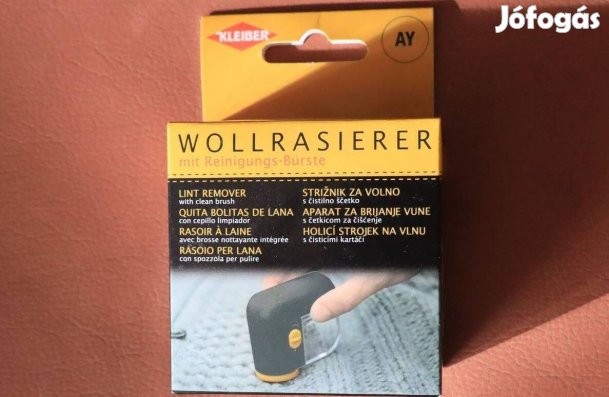 Jófogás
KLEIBER
AY
WOLLRASIERER
mit Reinigungs-Bürste
LINT REMOVER
with clean brush
QUITA BOLITAS DE LANA
con cepillo limpiador
RASOIR À LAINE
avec brosse nottayante intégrée
RÁSOIO PER LANA
con spozzola per pulire
STRIŽNIK ZA VOLNO
s čistilno ščetko
APARAT ZA BRIJANJE VUNE
s četkicom za čišćenje
HOLICÍ STROJEK NA VLNU
s čisticími kartáči